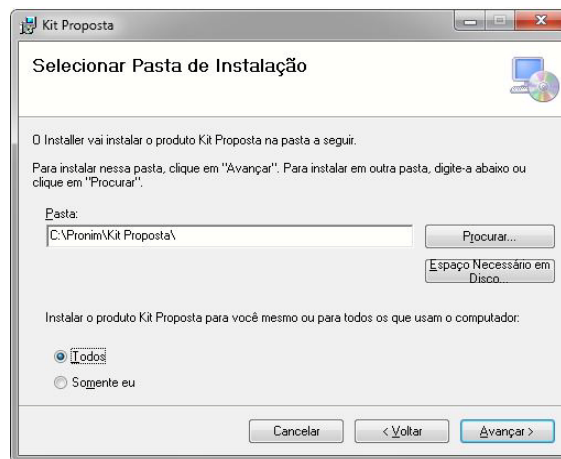 Kit Proposta
Selecionar Pasta de Instalação
O Installer vai instalar o produto Kit Proposta na pasta a seguir.
Para instalar nessa pasta, clique em "Avançar". Para instalar em outra pasta, digite-a abaixo ou
clique em "Procurar".
Pasta:
C:\Pronim\Kit Proposta\
Procurar...
Espaço Necessário em
Disco...
Instalar o produto Kit Proposta para você mesmo ou para todos os que usam o computador:
Todos
Somente eu
Cancelar
< Voltar
Avançar >